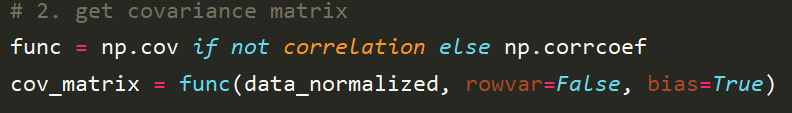 # 2. get covariance matrix
func = np.cov if not correlation else np.corrcoef
cov_matrix = func(data_normalized, rowvar=False, bias=True)